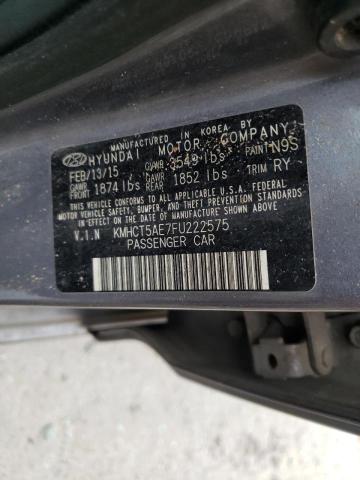 MANUFACTURED IN KOREA BY
HYUNDAI MOTOR COMPANY
FEB/13/15 GVWR 3549 lbs PAINT N9S
GAWR FRONT 1874 lbs GAWR REAR 1852 lbs TRIM RY
THIS VEHICLE CONFORMS TO ALL APPLICABLE U.S. FEDERAL
MOTOR VEHICLE SAFETY, BUMPER, AND THEFT PREVENTION
STANDARDS IN EFFECT ON THE DATE OF MANUFACTURE
SHOWN ABOVE.
V.I.N KMHCT5AE7FU222575
PASSENGER CAR